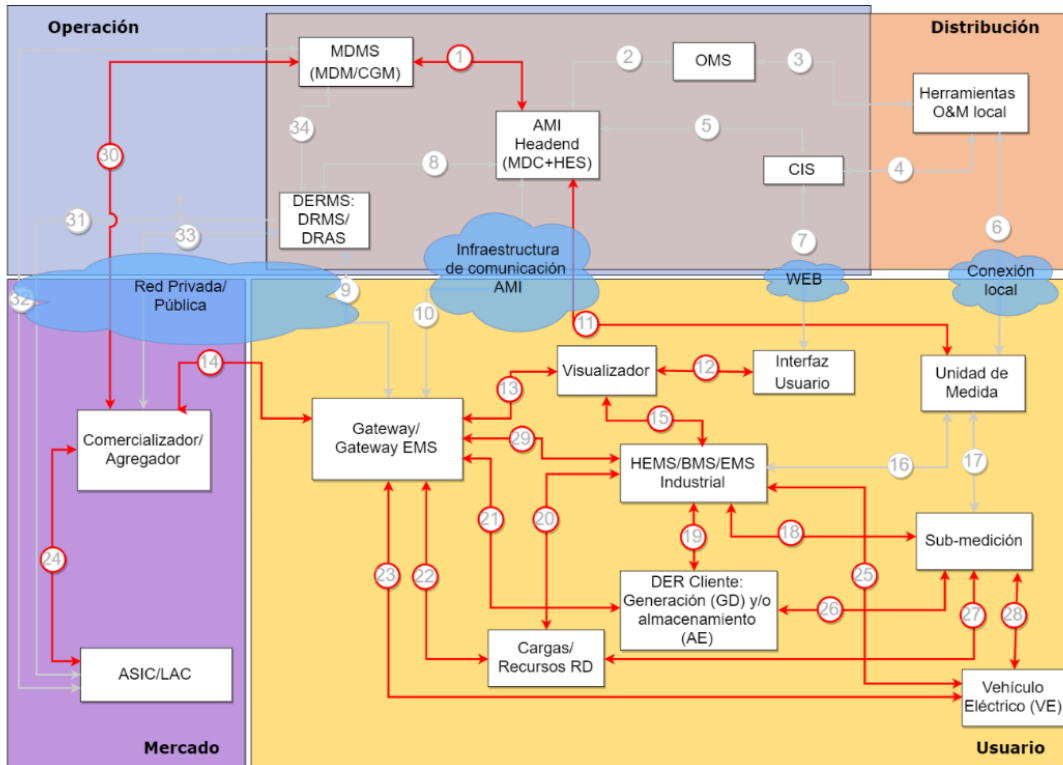 Operación
Distribución
MDMS
(MDM/CGM)
1
2
OMS
3
Herramientas
O&M local
30
34
AMI
Headend
(MDC+HES)
5
8
CIS
4
31
33
DERMS:
DRMS/
DRAS
6
Infraestructura
de comunicación
AMI
7
Red Privada/
Pública
32
9
10
WEB
Conexión
local
11
14
13
Visualizador
12
Interfaz
Usuario
Unidad de
Medida
Comercializador/
Agregador
Gateway/
Gateway EMS
15
29
HEMS/BMS/EMS
Industrial
16
17
24
21
20
19
18
Sub-medición
23
22
25
DER Cliente:
Generación (GD) y/o
almacenamiento
(AE)
26
27
28
Cargas/
Recursos RD
ASIC/LAC
Vehículo
Eléctrico (VE)
Mercado
Usuario